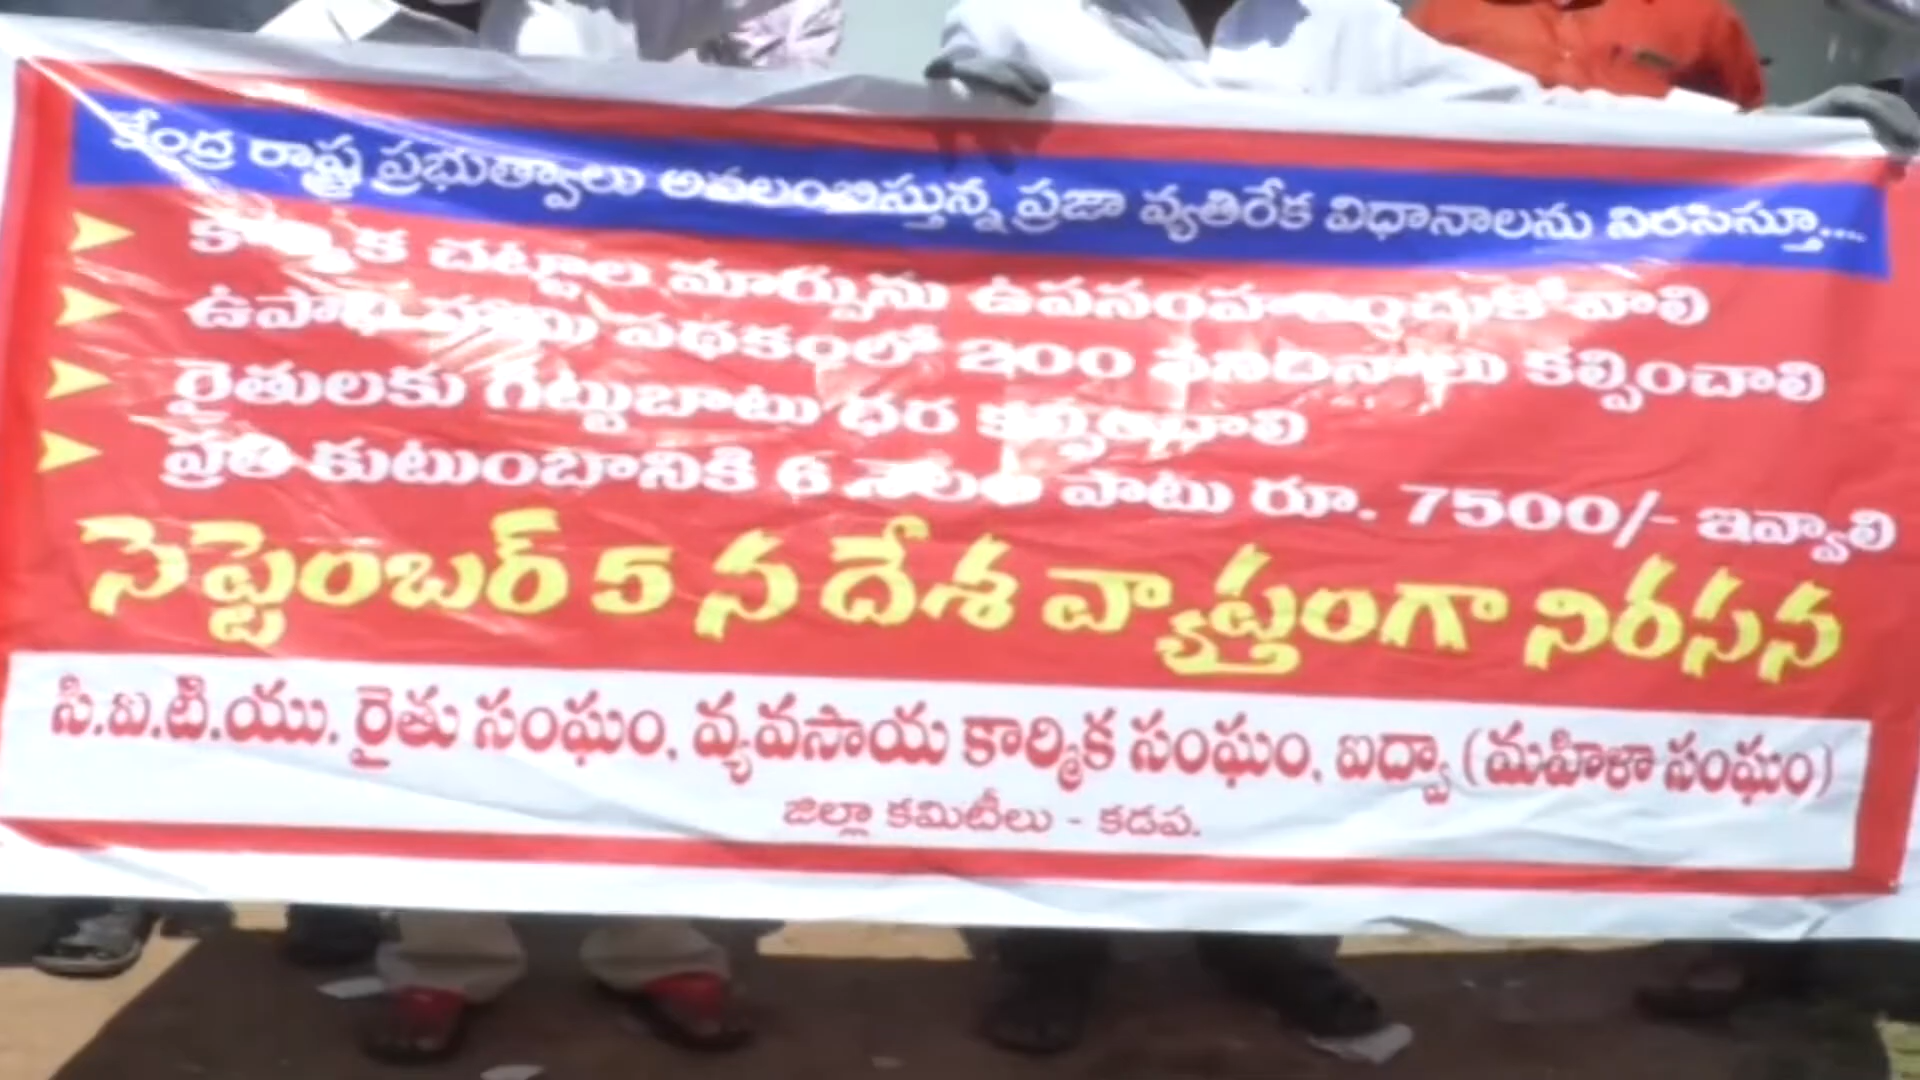 కేంద్ర రాష్ట్ర ప్రభుత్వాలు అవలంబిస్తున్న ప్రజా వ్యతిరేక విధానాలను నిరసిస్తూ....
కార్మిక చట్టాల మార్పును ఉపసంహరించుకోవాలి
ఉపాధి హామి పథకంలో 200 పనిదినాలు కల్పించాలి
రైతులకు గిట్టుబాటు ధర కల్పించాలి
ప్రతి కుటుంబానికి 6 నెలల పాటు రూ. 7500/- ఇవ్వాలి
సెప్టెంబర్ 5 న దేశ వ్యాప్తంగా నిరసన
సి.ఐ.టి.యు. రైతు సంఘం, వ్యవసాయ కార్మిక సంఘం, ఐద్వా (మహిళా సంఘం)
జిల్లా కమిటీలు - కడప.